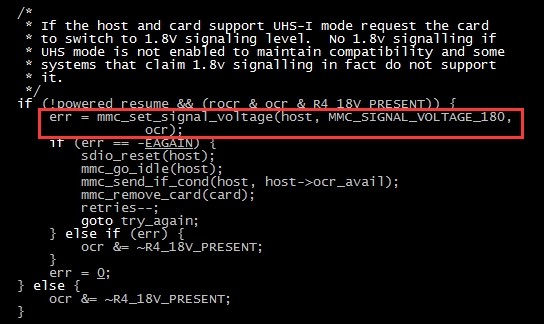 /*
 * If the host and card support UHS-I mode request the card
 * to switch to 1.8V signaling level.  No 1.8v signalling if
 * UHS mode is not enabled to maintain compatibility and some
 * systems that claim 1.8v signalling in fact do not support
 * it.
 */
if (!powered_resume && (rocr & ocr & R4_18V_PRESENT)) {
    err = mmc_set_signal_voltage(host, MMC_SIGNAL_VOLTAGE_180,
                ocr);
    if (err == -EAGAIN) {
        sdio_reset(host);
        mmc_go_idle(host);
        mmc_send_if_cond(host, host->ocr_avail);
        mmc_remove_card(card);
        retries--;
        goto try_again;
    } else if (err) {
        ocr &= ~R4_18V_PRESENT;
    }
    err = 0;
} else {
    ocr &= ~R4_18V_PRESENT;
}